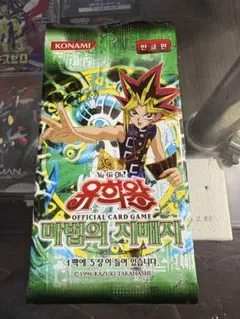 KONAMI
한글판
Yu-Gi-Oh!
유희왕
OFFICIAL CARD GAME
마법의 지배자
1팩에 5장이 들어 있습니다.
©1996 KAZUKI TAKAHASHI